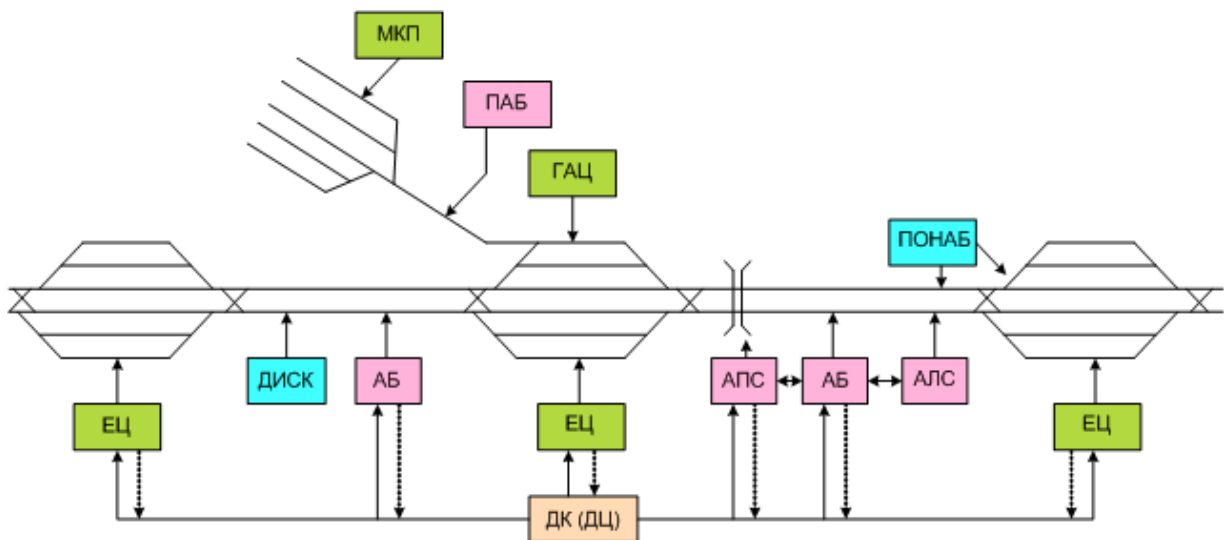 МКП
ПАБ
ГАЦ
ПОНАБ
ДИСК
АБ
АПС
АБ
АЛС
ЕЦ
ЕЦ
ЕЦ
ДК (ДЦ)